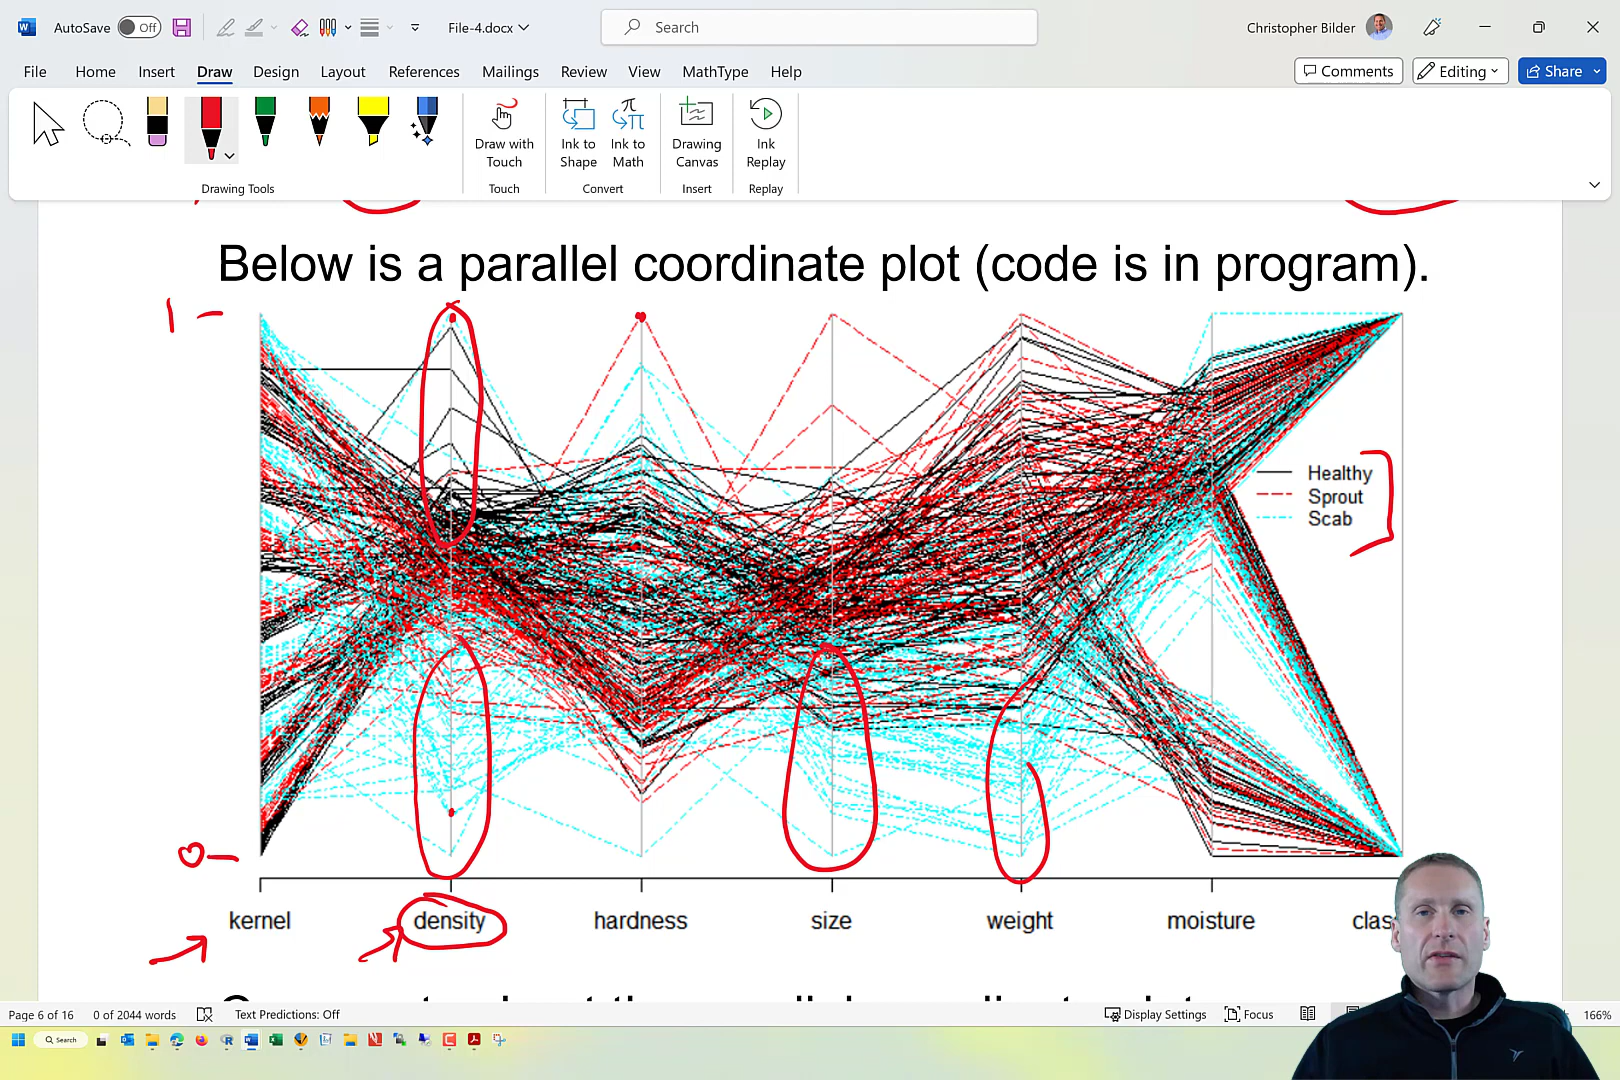 AutoSave Off File-4.docx Search Christopher Bilder
File Home Insert Draw Design Layout References Mailings Review View MathType Help Comments Editing Share
Draw with Touch
Ink to Shape
Ink to Math
Drawing Canvas
Ink Replay
Drawing Tools Touch Convert Insert Replay
Below is a parallel coordinate plot (code is in program).
1
Healthy
Sprout
Scab
0
kernel density hardness size weight moisture clas
Page 6 of 16 0 of 2044 words Text Predictions: Off Display Settings Focus 166%
Search